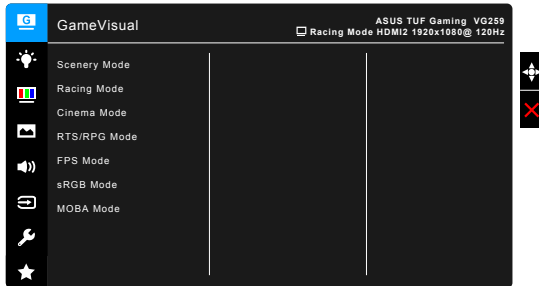 G
GameVisual
ASUS TUF Gaming VG259
Racing Mode HDMI2 1920x1080@ 120Hz
Scenery Mode
Racing Mode
Cinema Mode
RTS/RPG Mode
FPS Mode
sRGB Mode
MOBA Mode